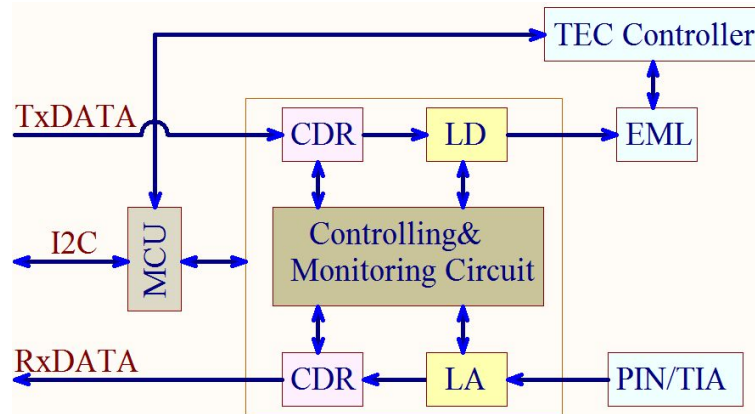 TEC Controller
TxDATA
CDR
LD
EML
I2C
MCU
Controlling&
Monitoring Circuit
RxDATA
CDR
LA
PIN/TIA